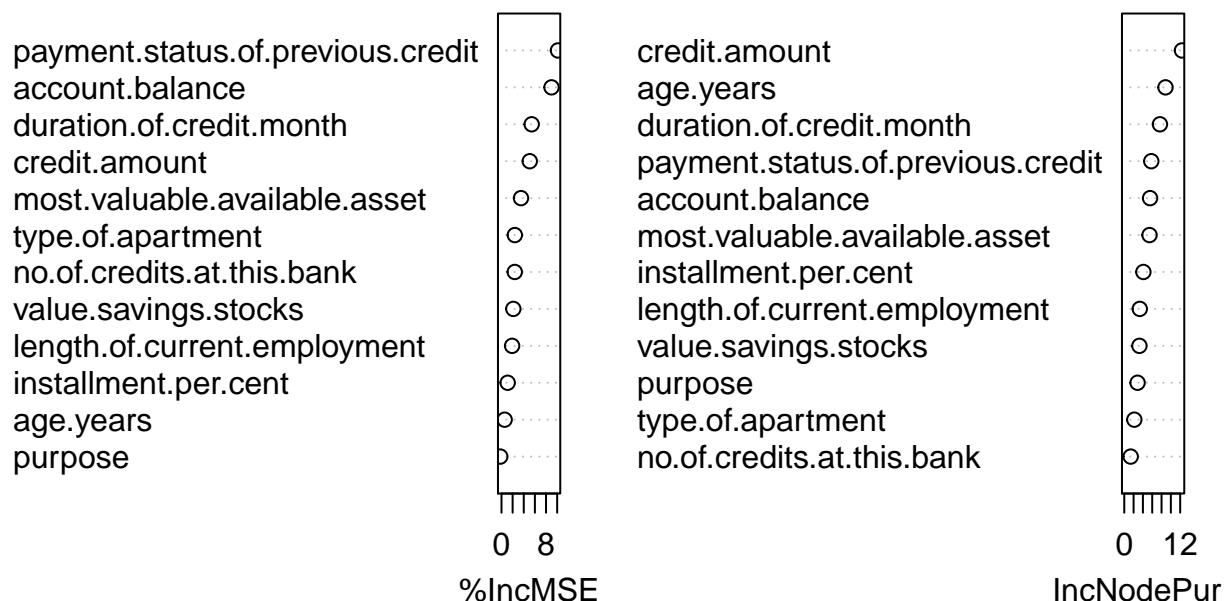 payment.status.of.previous.credit
account.balance
duration.of.credit.month
credit.amount
most.valuable.available.asset
type.of.apartment
no.of.credits.at.this.bank
value.savings.stocks
length.of.current.employment
installment.per.cent
age.years
purpose
0 8
%IncMSE
credit.amount
age.years
duration.of.credit.month
payment.status.of.previous.credit
account.balance
most.valuable.available.asset
installment.per.cent
length.of.current.employment
value.savings.stocks
purpose
type.of.apartment
no.of.credits.at.this.bank
0 12
IncNodePur